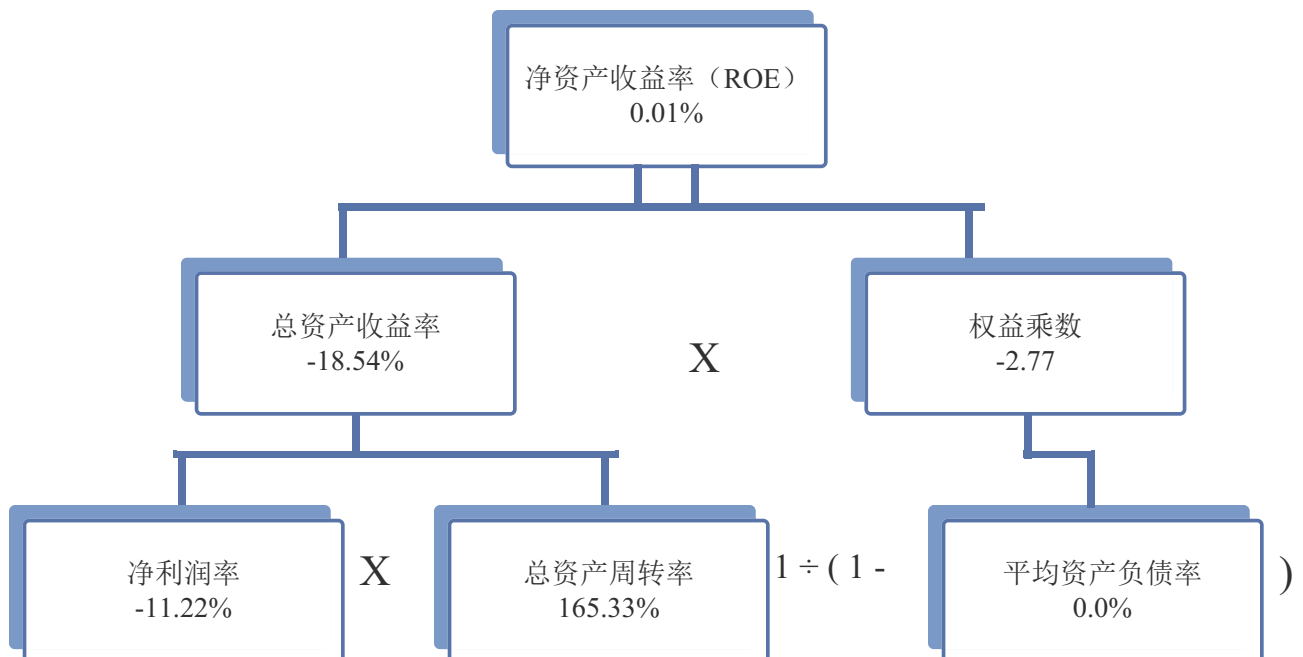 净资产收益率（ROE）
0.01%
总资产收益率
-18.54%
X
权益乘数
-2.77
净利润率
-11.22%
X
总资产周转率
165.33%
1 ÷ ( 1 -
平均资产负债率
0.0%
)